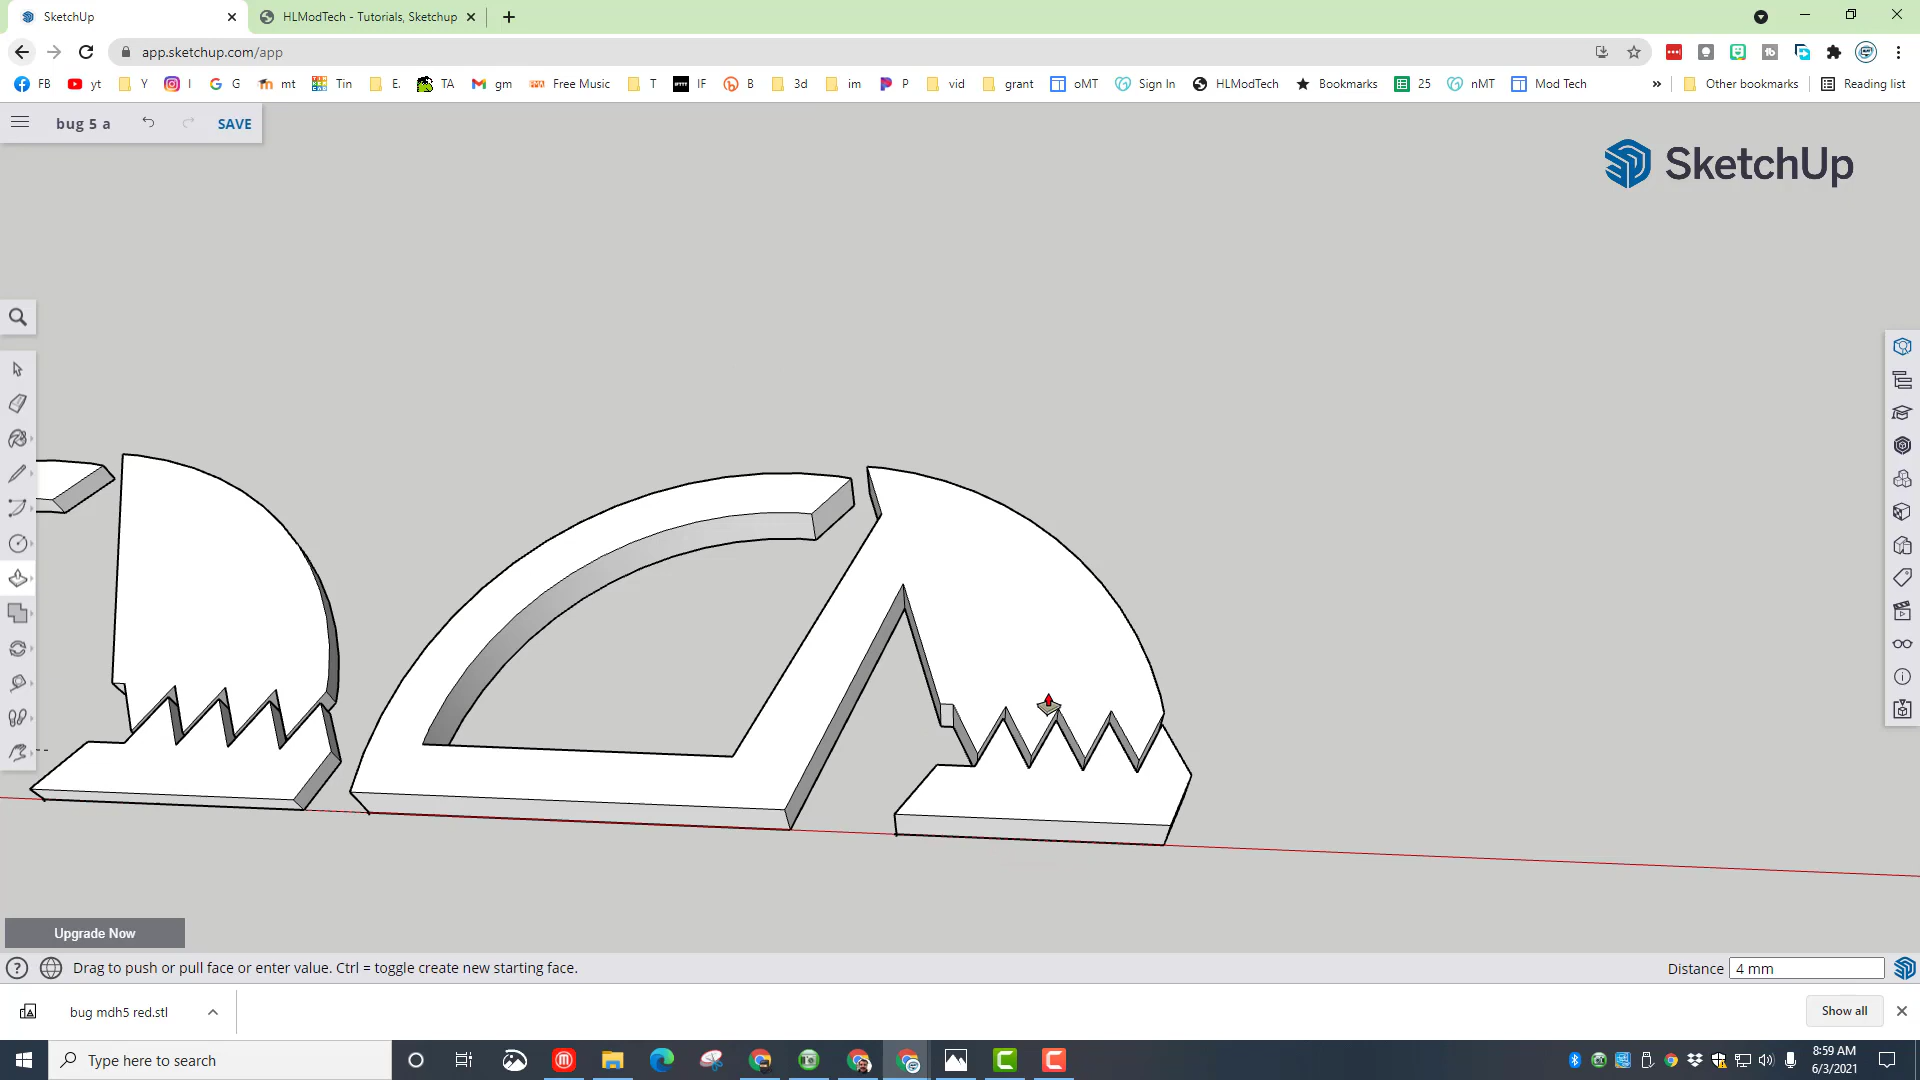 SketchUp
HLModTech - Tutorials, Sketchup
app.sketchup.com/app
FB
yt
Y
I
G
mt
Tin
E.
TA
gm
Free Music
T
IF
B
3d
im
P
vid
grant
oMT
Sign In
HLModTech
Bookmarks
25
nMT
Mod Tech
»
Other bookmarks
Reading list
bug 5 a
SAVE
SketchUp
Upgrade Now
Drag to push or pull face or enter value. Ctrl = toggle create new starting face.
Distance
4 mm
bug mdh5 red.stl
Show all
Type here to search
8:59 AM
6/3/2021